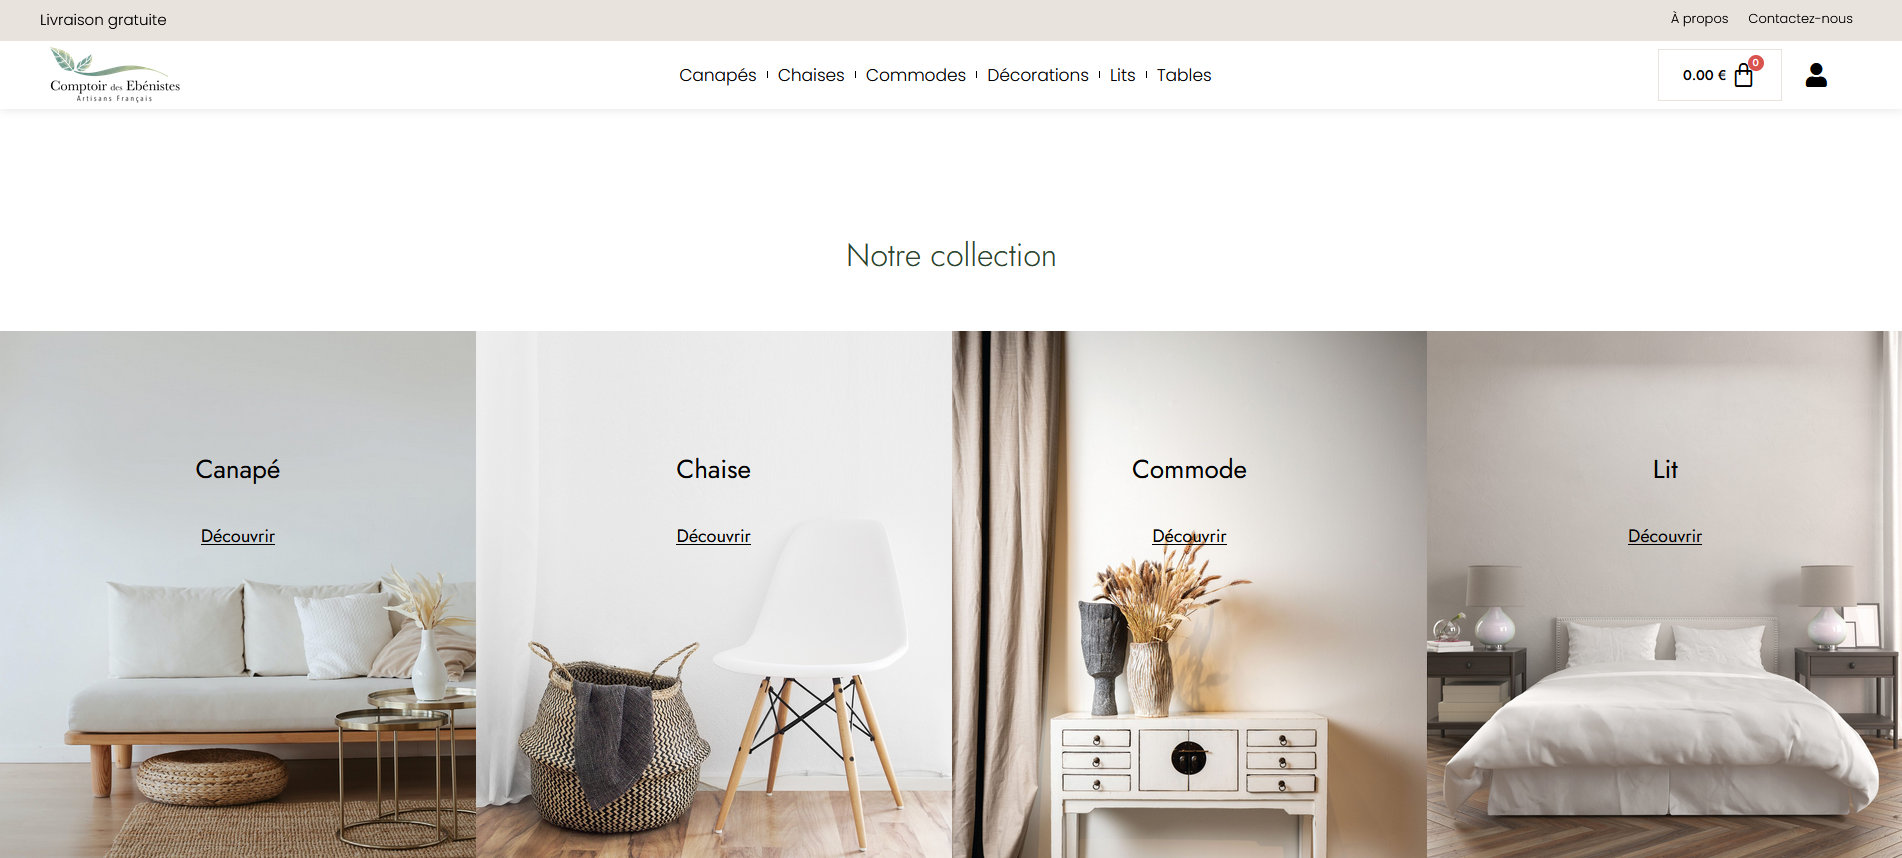 Livraison gratuite
À propos
Contactez-nous
Comptoir des Ebénistes
Artisans Français
Canapés
Chaises
Commodes
Décorations
Lits
Tables
0.00 €
0
Notre collection
Canapé
Découvrir
Chaise
Découvrir
Commode
Découvrir
Lit
Découvrir